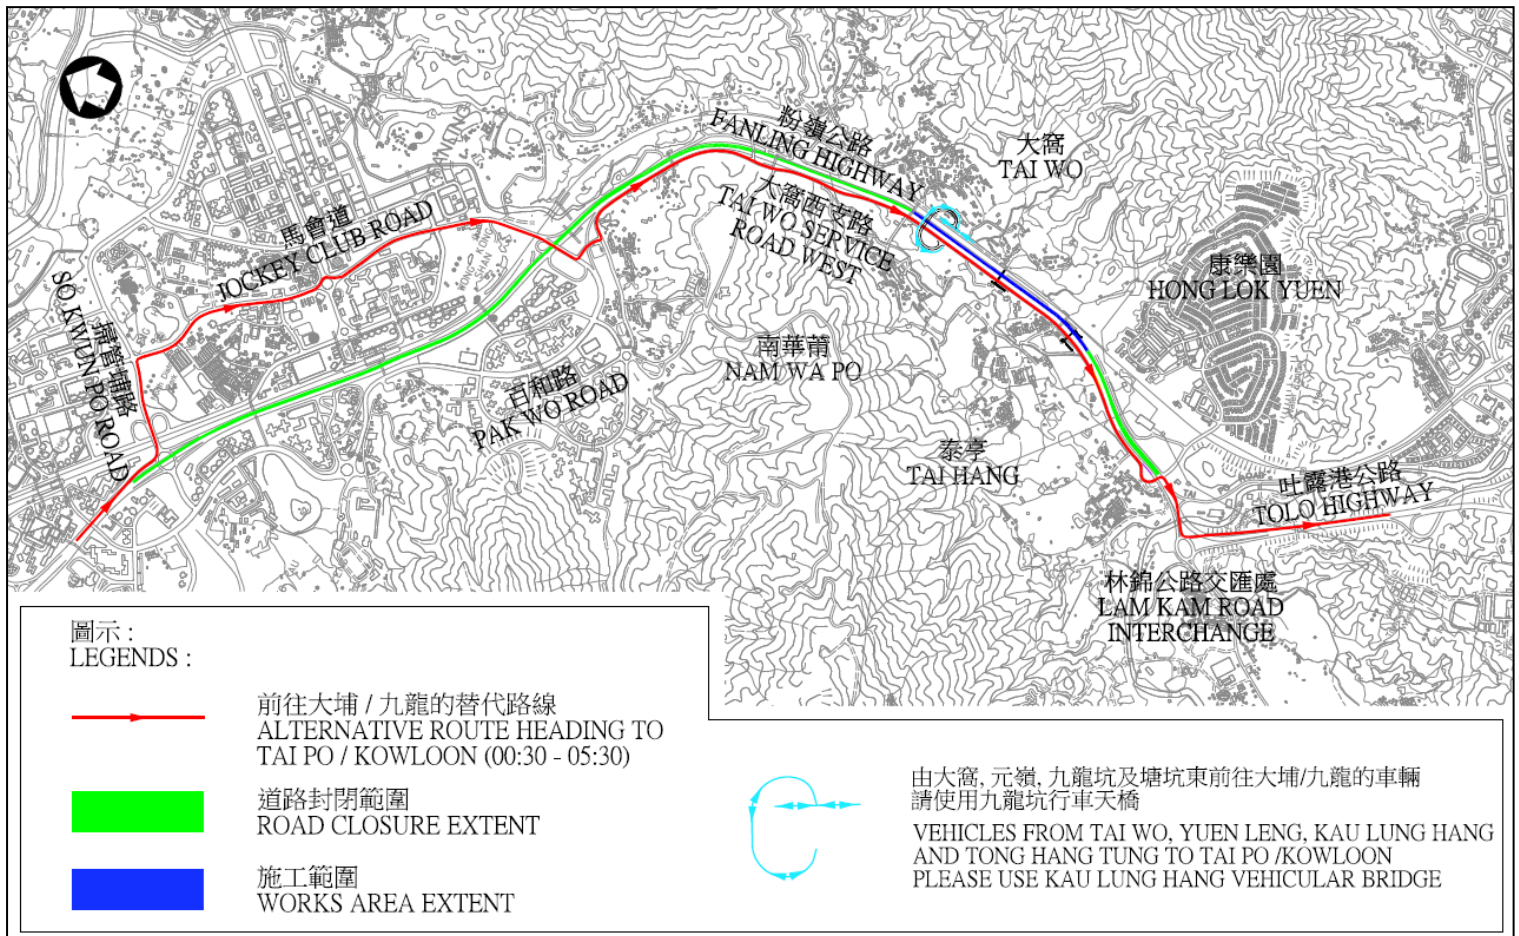 粉嶺公路
FANLING HIGHWAY
大窩
TAI WO
馬會道
JOCKEY CLUB ROAD
大窩西支路
TAI WO SERVICE
ROAD WEST
掃管埔路
SO KWUN PO ROAD
康樂園
HONG LOK YUEN
南華莆
NAM WA PO
百和路
PAK WO ROAD
泰亨
TAI HANG
吐露港公路
TOLO HIGHWAY
林錦公路交匯處
LAM KAM ROAD
INTERCHANGE
圖示 :
LEGENDS :
前往大埔 / 九龍的替代路線
ALTERNATIVE ROUTE HEADING TO
TAI PO / KOWLOON (00:30 - 05:30)
道路封閉範圍
ROAD CLOSURE EXTENT
施工範圍
WORKS AREA EXTENT
由大窩, 元嶺, 九龍坑及塘坑東前往大埔/九龍的車輛
請使用九龍坑行車天橋
VEHICLES FROM TAI WO, YUEN LENG, KAU LUNG HANG
AND TONG HANG TUNG TO TAI PO /KOWLOON
PLEASE USE KAU LUNG HANG VEHICULAR BRIDGE